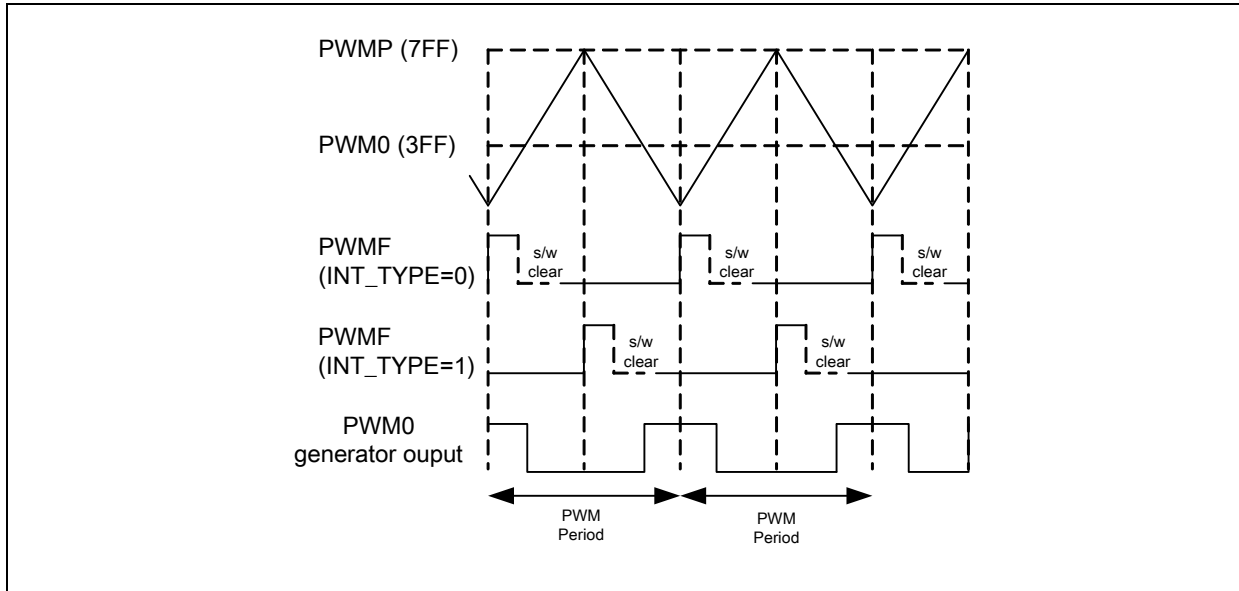 PWMP (7FF)
PWM0 (3FF)
PWMF
(INT_TYPE=0)
s/w
clear
s/w
clear
s/w
clear
PWMF
(INT_TYPE=1)
s/w
clear
s/w
clear
PWM0
generator ouput
PWM
Period
PWM
Period